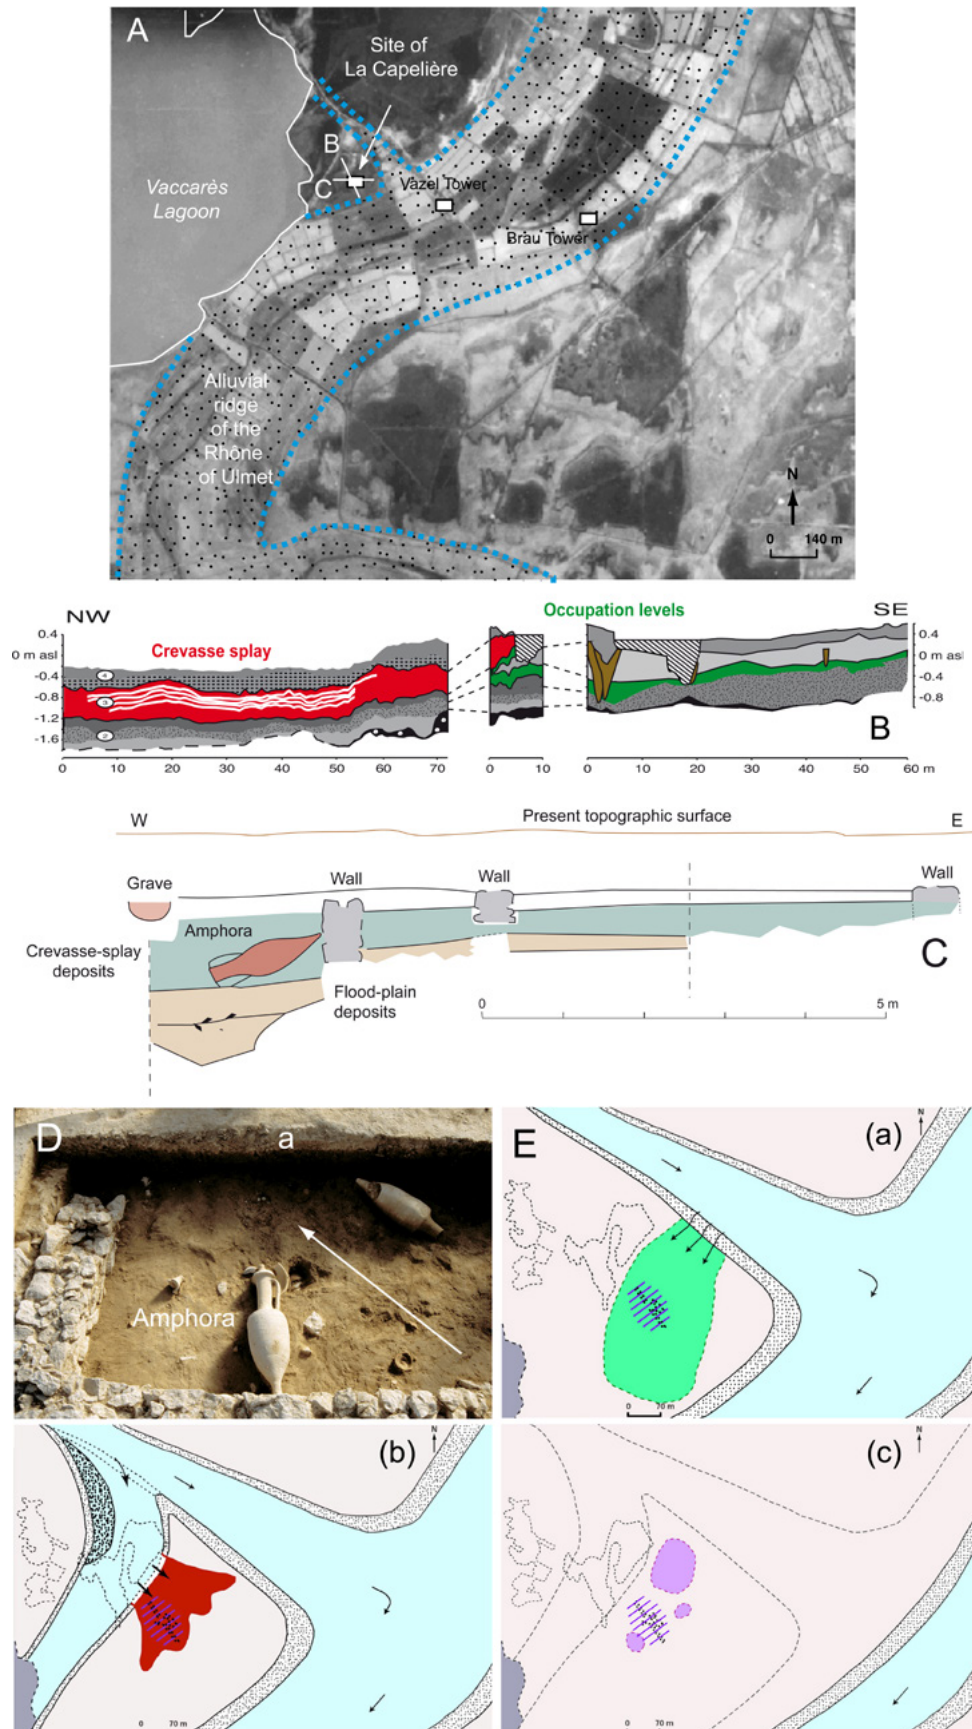 A
Site of
La Capelière
B
C
Vaccarès
Lagoon
Vazel Tower
Brau Tower
Alluvial
ridge
of the
Rhône
of Ulmet
N
0 140 m
NW
Occupation levels
SE
Crevasse splay
0.4
0 m asl
-0.4
-0.8
-1.2
-1.6
4
3
2
0.4
0 m asl
-0.4
-0.8
B
0 10 20 30 40 50 60 70
0 10
0 10 20 30 40 50 60 m
Present topographic surface
W
E
Grave
Wall
Wall
Wall
Amphora
Crevasse-splay
deposits
C
Flood-plain
deposits
0
5 m
D
a
Amphora
E
(a)
N
0 70 m
(b)
N
0 70 m
(c)
N
0 70 m